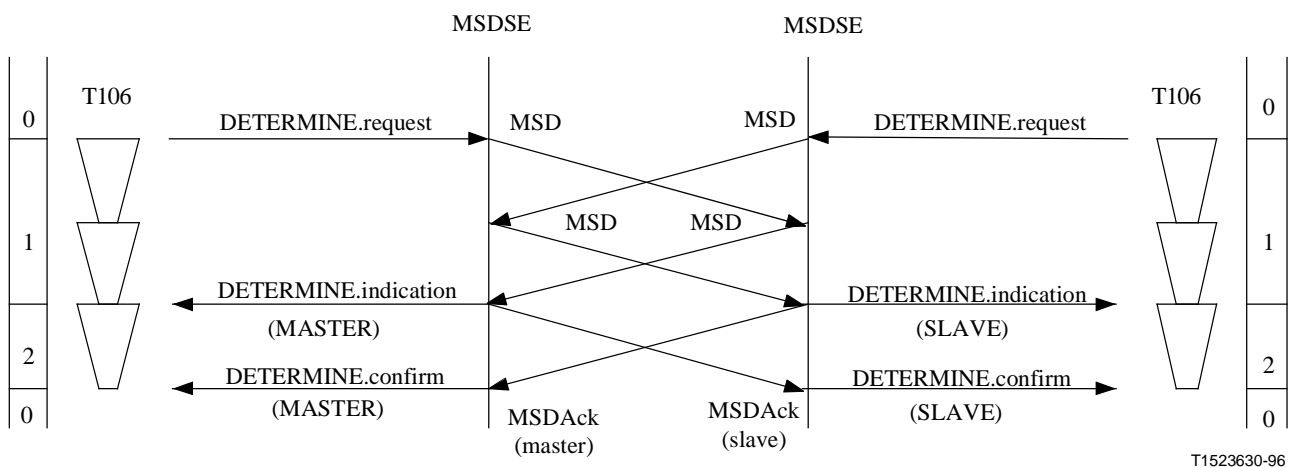 MSDSE MSDSE
T106 T106
0 DETERMINE.request MSD MSD DETERMINE.request 0
1 MSD MSD 1
DETERMINE.indication DETERMINE.indication
(MASTER) (SLAVE)
2 DETERMINE.confirm DETERMINE.confirm 2
(MASTER) (SLAVE)
0 MSDAck MSDAck 0
(master) (slave)
T1523630-96